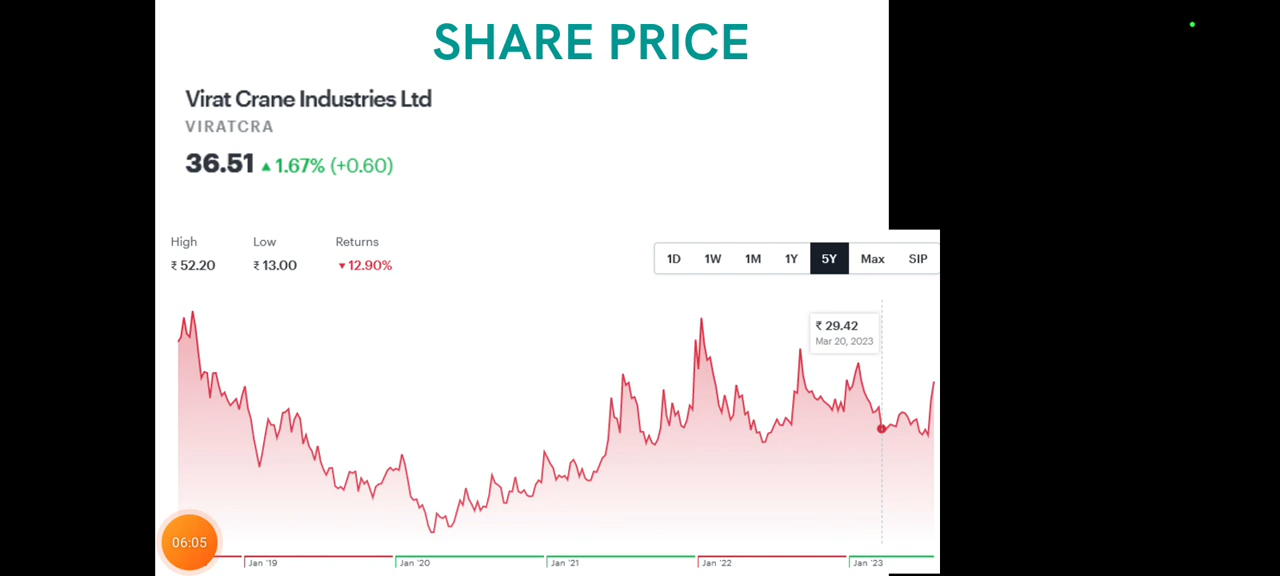 SHARE PRICE
Virat Crane Industries Ltd
VIRATCRA
36.51 ▲ 1.67% (+0.60)
High Low Returns
₹ 52.20 ₹ 13.00 ▼ 12.90%
1D 1W 1M 1Y 5Y Max SIP
₹ 29.42
Mar 20, 2023
06:05
Jan '19 Jan '20 Jan '21 Jan '22 Jan '23